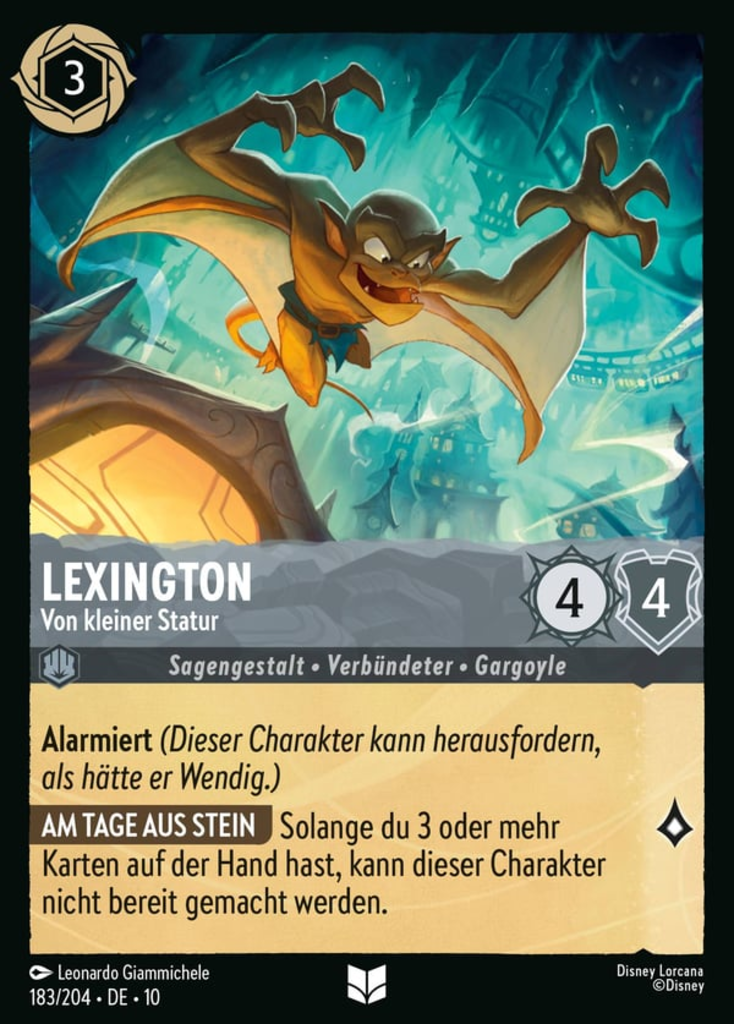 3
LEXINGTON
Von kleiner Statur
4
4
Sagengestalt • Verbündeter • Gargoyle
Alarmiert (Dieser Charakter kann herausfordern,
als hätte er Wendig.)
AM TAGE AUS STEIN Solange du 3 oder mehr
Karten auf der Hand hast, kann dieser Charakter
nicht bereit gemacht werden.
Leonardo Giammichele
183/204 • DE • 10
Disney Lorcana
©Disney